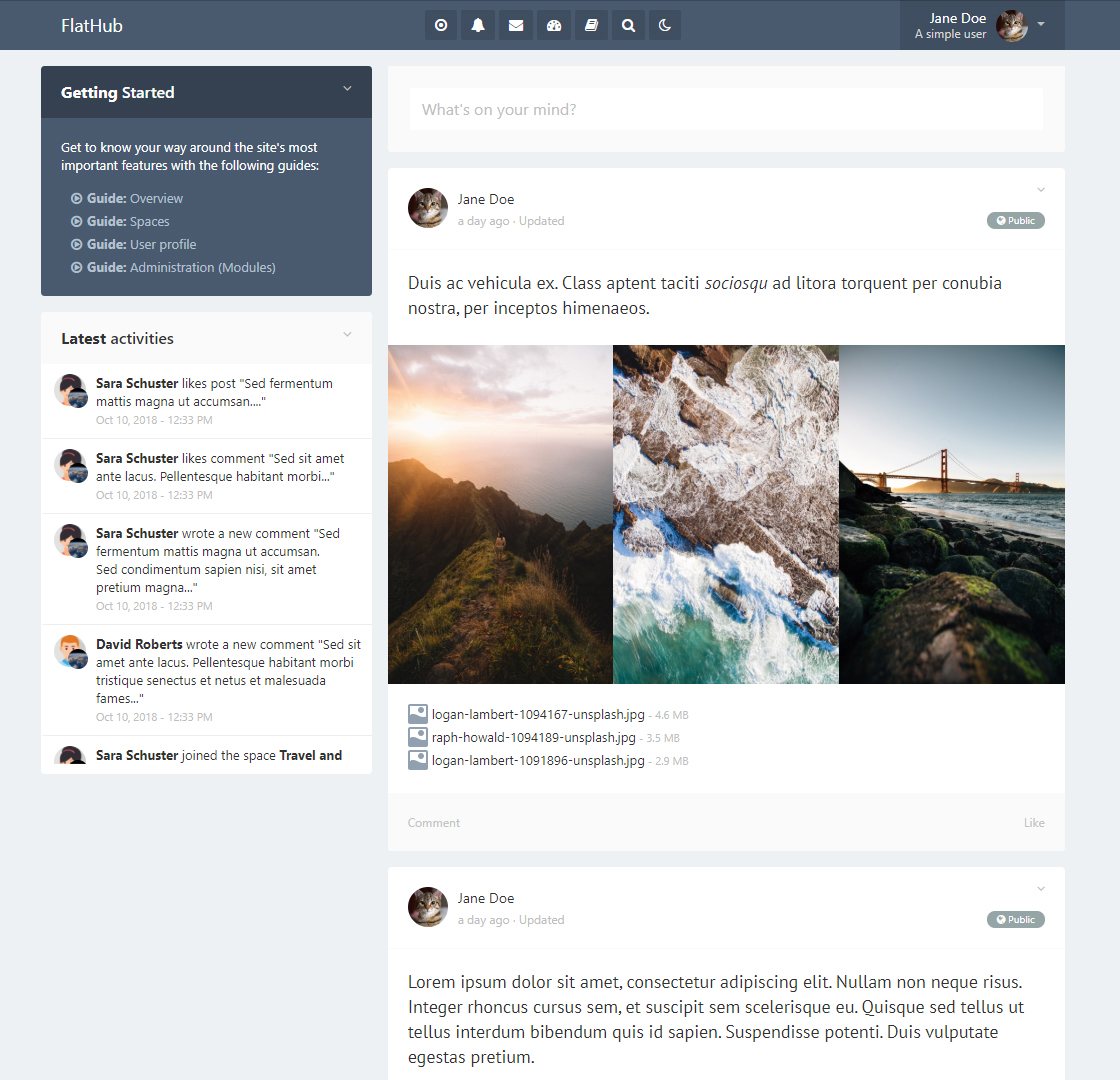 FlatHub
Jane Doe
A simple user
Getting Started
Get to know your way around the site's most
important features with the following guides:
Guide: Overview
Guide: Spaces
Guide: User profile
Guide: Administration (Modules)
Latest activities
Sara Schuster likes post "Sed fermentum
mattis magna ut accumsan...."
Oct 10, 2018 - 12:33 PM
Sara Schuster likes comment "Sed sit amet
ante lacus. Pellentesque habitant morbi..."
Oct 10, 2018 - 12:33 PM
Sara Schuster wrote a new comment "Sed
fermentum mattis magna ut accumsan.
Sed condimentum sapien nisi, sit amet
pretium magna..."
Oct 10, 2018 - 12:33 PM
David Roberts wrote a new comment "Sed sit
amet ante lacus. Pellentesque habitant morbi
tristique senectus et netus et malesuada
fames..."
Oct 10, 2018 - 12:33 PM
Sara Schuster joined the space Travel and
What's on your mind?
Jane Doe
a day ago · Updated
Public
Duis ac vehicula ex. Class aptent taciti sociosqu ad litora torquent per conubia
nostra, per inceptos himenaeos.
logan-lambert-1094167-unsplash.jpg - 4.6 MB
raph-howald-1094189-unsplash.jpg - 3.5 MB
logan-lambert-1091896-unsplash.jpg - 2.9 MB
Comment
Like
Jane Doe
a day ago · Updated
Public
Lorem ipsum dolor sit amet, consectetur adipiscing elit. Nullam non neque risus.
Integer rhoncus cursus sem, et suscipit sem scelerisque eu. Quisque sed tellus ut
tellus interdum bibendum quis id sapien. Suspendisse potenti. Duis vulputate
egestas pretium.